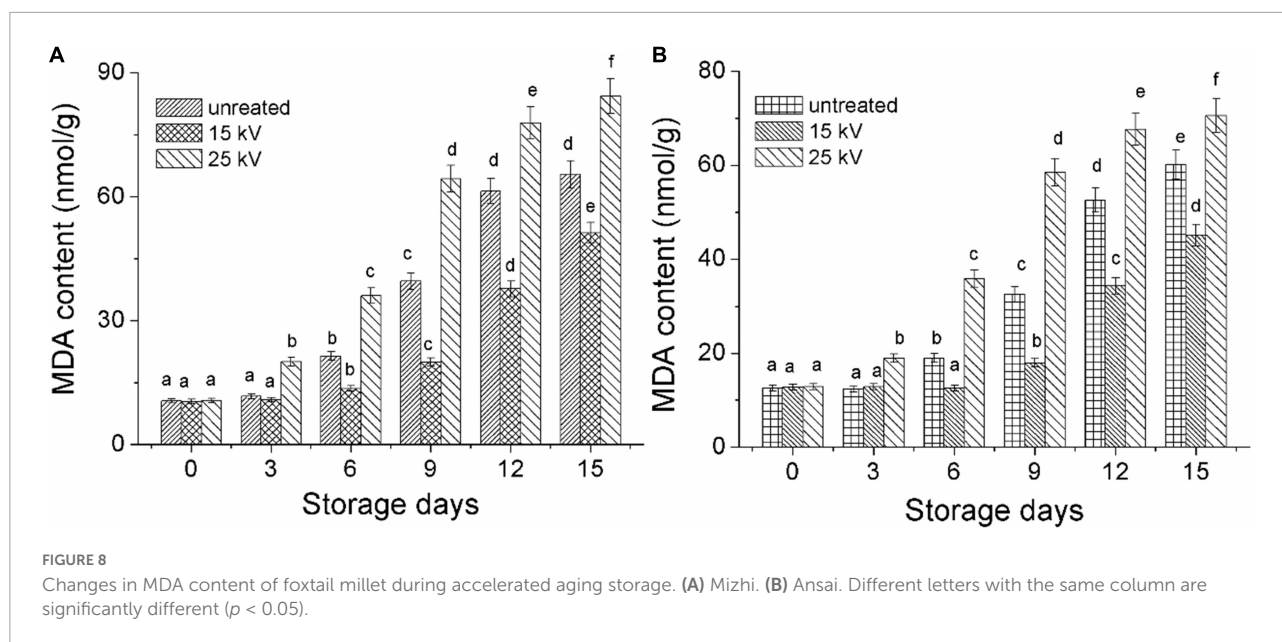 A
MDA content (nmol/g)
90
60
30
0
unreated
15 kV
25 kV
a a a
a a b
b b c
c c d
d d e
d e f
0 3 6 9 12 15
Storage days
B
MDA content (nmol/g)
80
60
40
20
0
untreated
15 kV
25 kV
a a a
a a b
b a c
c b d
d c e
e d f
0 3 6 9 12 15
Storage days
FIGURE 8
Changes in MDA content of foxtail millet during accelerated aging storage. (A) Mizhi. (B) Ansai. Different letters with the same column are
significantly different (p < 0.05).